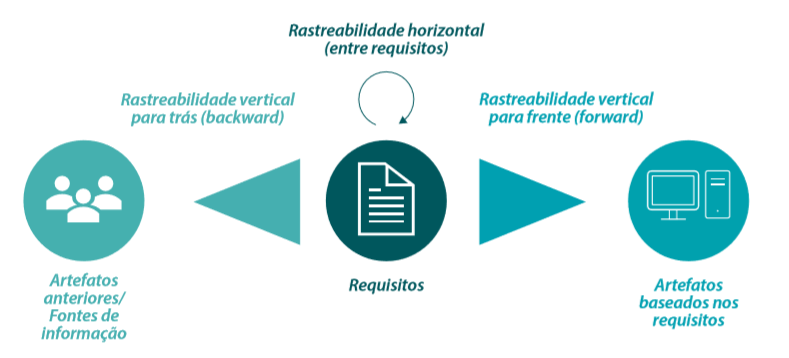 Rastreabilidade horizontal
(entre requisitos)
Rastreabilidade vertical
para trás (backward)
Rastreabilidade vertical
para frente (forward)
Artefatos
anteriores/
Fontes de
informação
Requisitos
Artefatos
baseados nos
requisitos